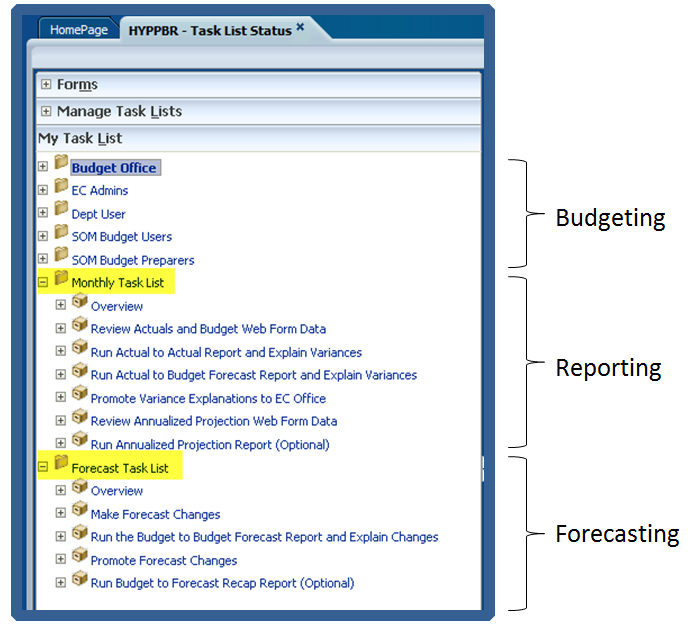 HomePage
HYPPBR - Task List Status ×
Forms
Manage Task Lists
My Task List
Budget Office
EC Admins
Dept User
SOM Budget Users
SOM Budget Preparers
Budgeting
Monthly Task List
Overview
Review Actuals and Budget Web Form Data
Run Actual to Actual Report and Explain Variances
Run Actual to Budget Forecast Report and Explain Variances
Promote Variance Explanations to EC Office
Review Annualized Projection Web Form Data
Run Annualized Projection Report (Optional)
Reporting
Forecast Task List
Overview
Make Forecast Changes
Run the Budget to Budget Forecast Report and Explain Changes
Promote Forecast Changes
Run Budget to Forecast Recap Report (Optional)
Forecasting